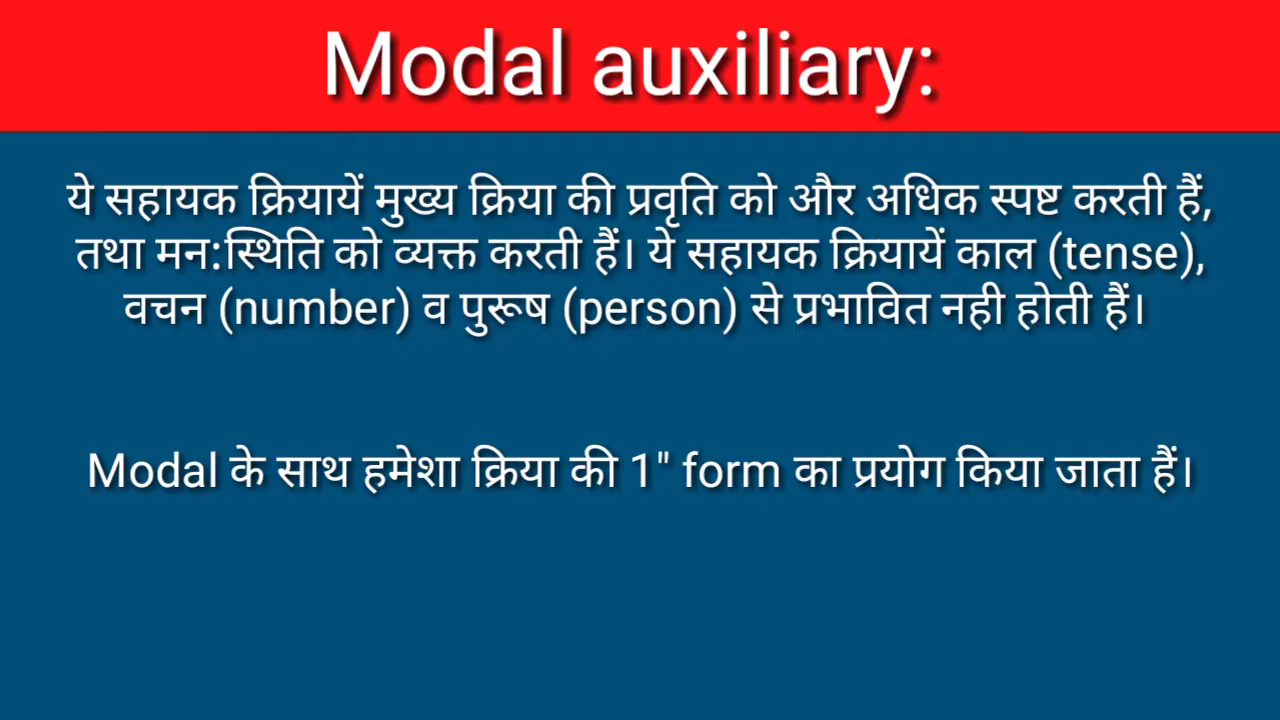 Modal auxiliary:
ये सहायक क्रियायें मुख्य क्रिया की प्रवृति को और अधिक स्पष्ट करती हैं,
तथा मन:स्थिति को व्यक्त करती हैं। ये सहायक क्रियायें काल (tense),
वचन (number) व पुरूष (person) से प्रभावित नही होती हैं।
Modal के साथ हमेशा क्रिया की 1" form का प्रयोग किया जाता हैं।